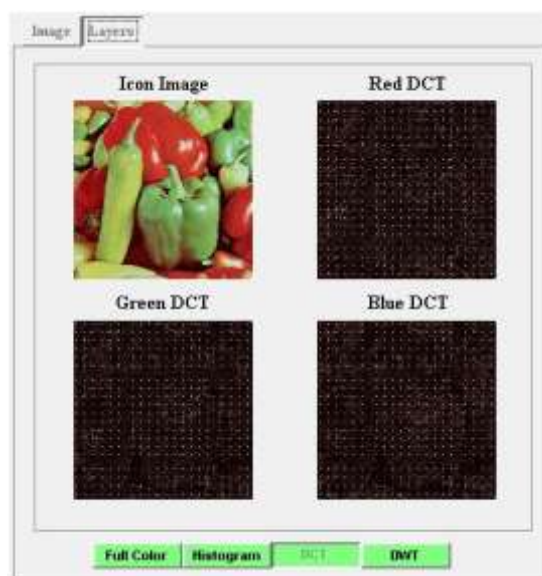 Image Layers
Icon Image Red DCT
Green DCT Blue DCT
Full Color Histogram DCT DWT